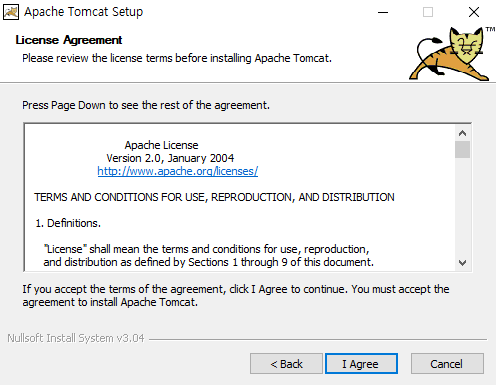 Apache Tomcat Setup
License Agreement
Please review the license terms before installing Apache Tomcat.
TM
Press Page Down to see the rest of the agreement.
Apache License
Version 2.0, January 2004
http://www.apache.org/licenses/
TERMS AND CONDITIONS FOR USE, REPRODUCTION, AND DISTRIBUTION
1. Definitions.
"License" shall mean the terms and conditions for use, reproduction,
and distribution as defined by Sections 1 through 9 of this document.
If you accept the terms of the agreement, click I Agree to continue. You must accept the
agreement to install Apache Tomcat.
Nullsoft Install System v3.04
< Back
I Agree
Cancel